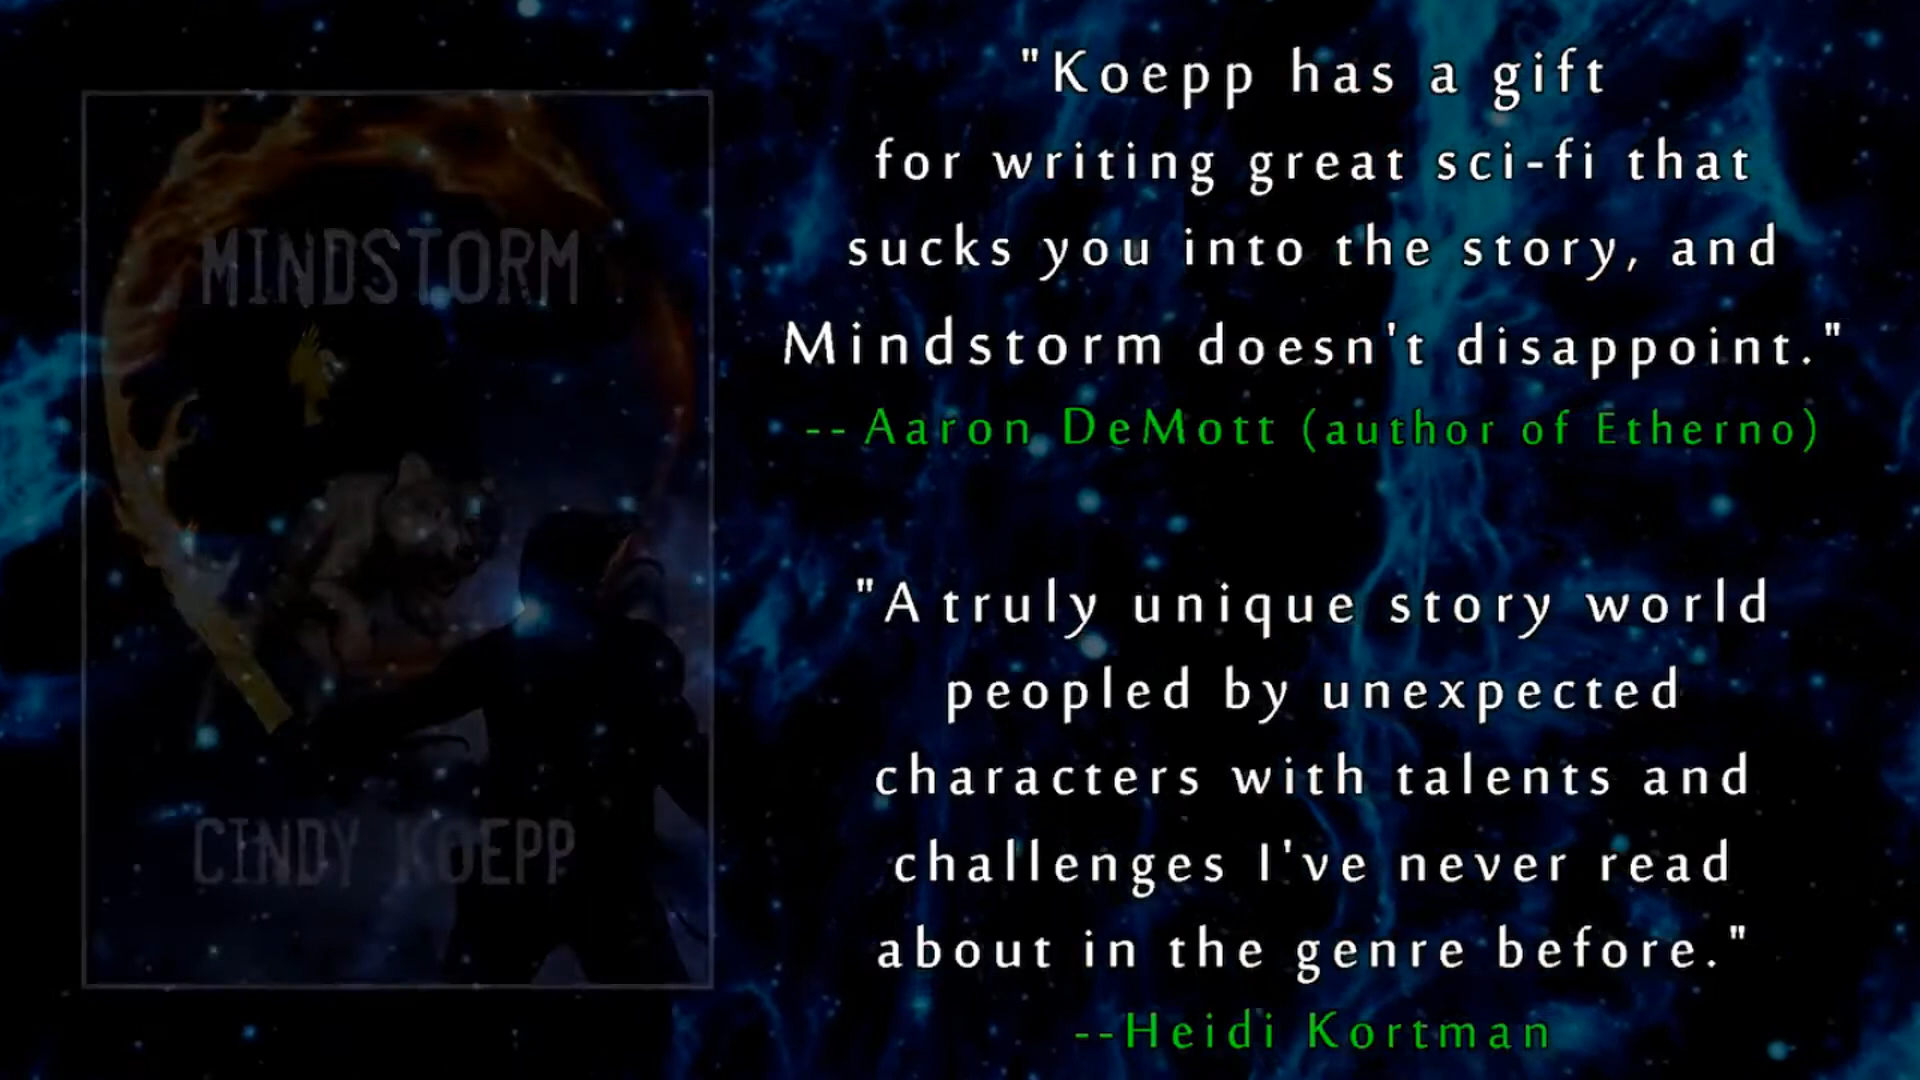 MINDSTORM
CINDY KOEPP
"Koepp has a gift
for writing great sci-fi that
sucks you into the story, and
Mindstorm doesn't disappoint."
-- Aaron DeMott (author of Etherno)
"A truly unique story world
peopled by unexpected
characters with talents and
challenges I've never read
about in the genre before."
--Heidi Kortman